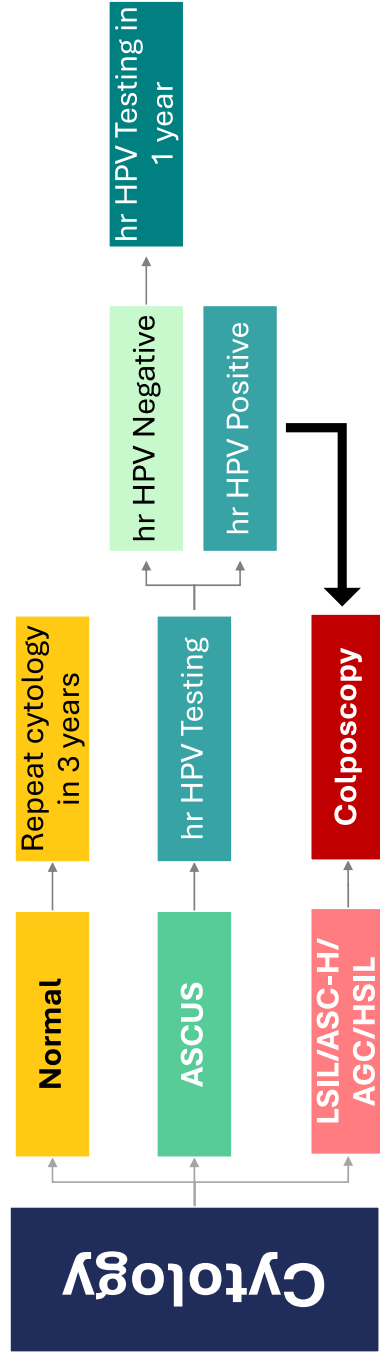 Cytology
Normal
Repeat cytology
in 3 years
ASCUS
hr HPV Testing
hr HPV Negative
hr HPV Testing in
1 year
hr HPV Positive
LSIL/ASC-H/
AGC/HSIL
Colposcopy